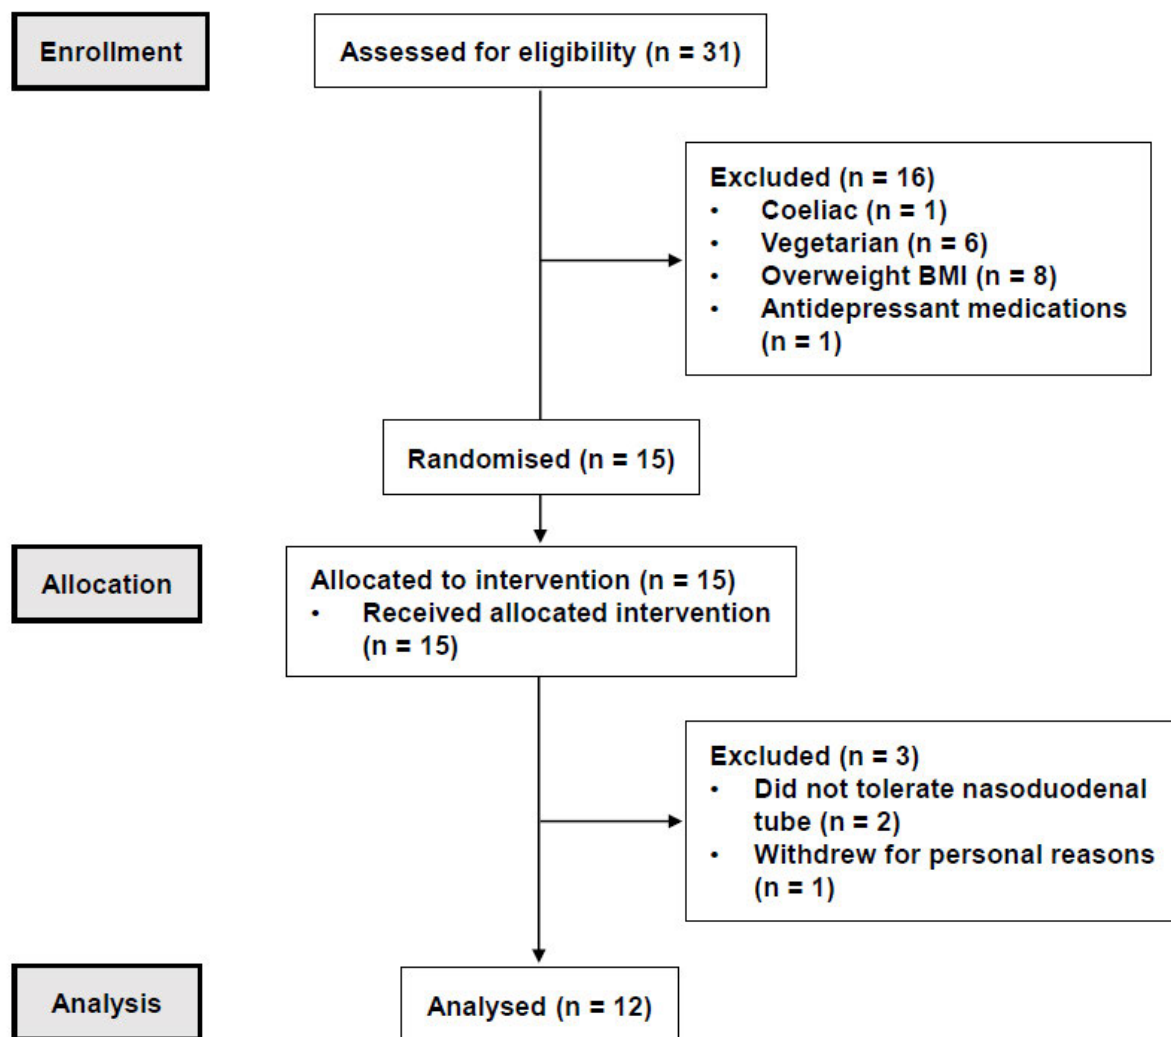 Enrollment
Assessed for eligibility (n = 31)
Excluded (n = 16)
• Coeliac (n = 1)
• Vegetarian (n = 6)
• Overweight BMI (n = 8)
• Antidepressant medications
(n = 1)
Randomised (n = 15)
Allocation
Allocated to intervention (n = 15)
• Received allocated intervention
(n = 15)
Excluded (n = 3)
• Did not tolerate nasoduodenal
tube (n = 2)
• Withdrew for personal reasons
(n = 1)
Analysis
Analysed (n = 12)